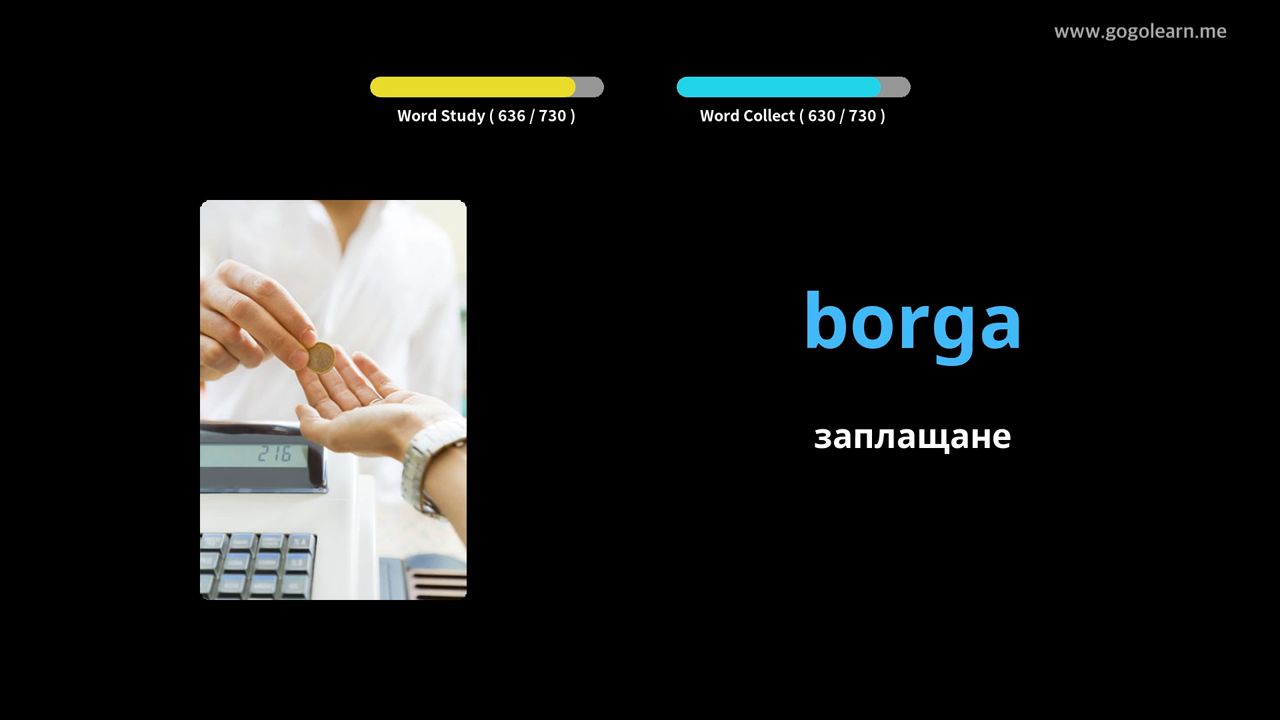 www.gogolearn.me
Word Study ( 636 / 730 )
Word Collect ( 630 / 730 )
borga
заплащане
216